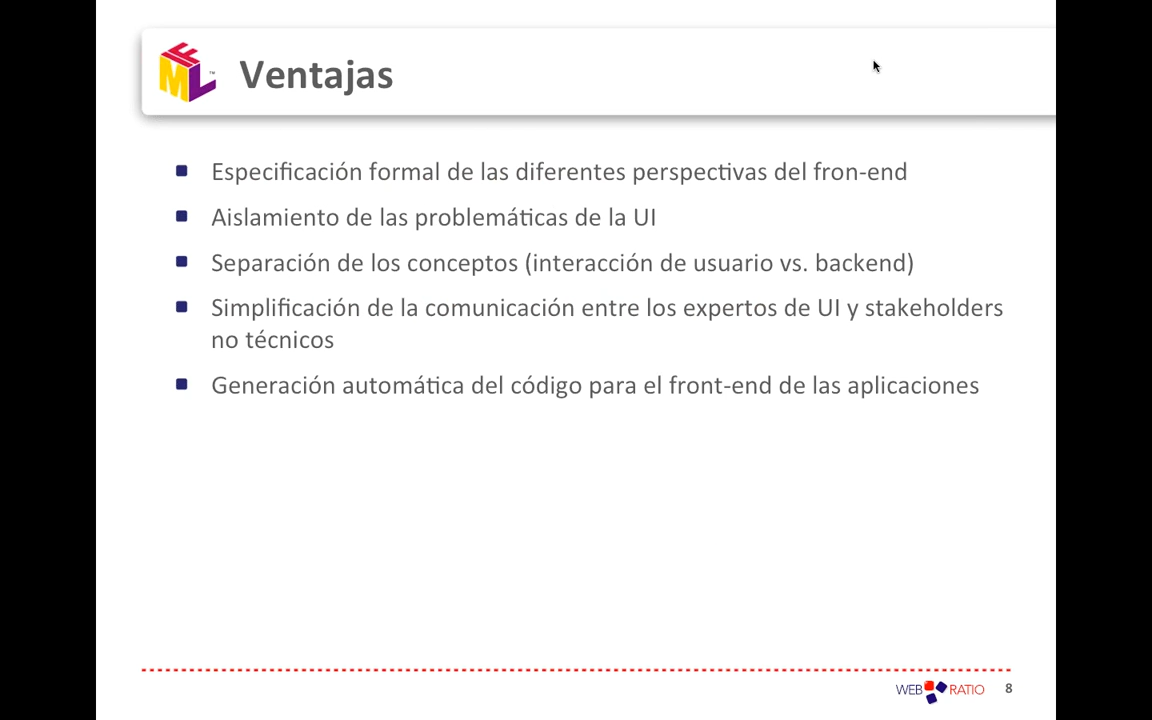 IFML™
Ventajas
Especificación formal de las diferentes perspectivas del fron-end
Aislamiento de las problemáticas de la UI
Separación de los conceptos (interacción de usuario vs. backend)
Simplificación de la comunicación entre los expertos de UI y stakeholders
no técnicos
Generación automática del código para el front-end de las aplicaciones
WEB RATIO 8